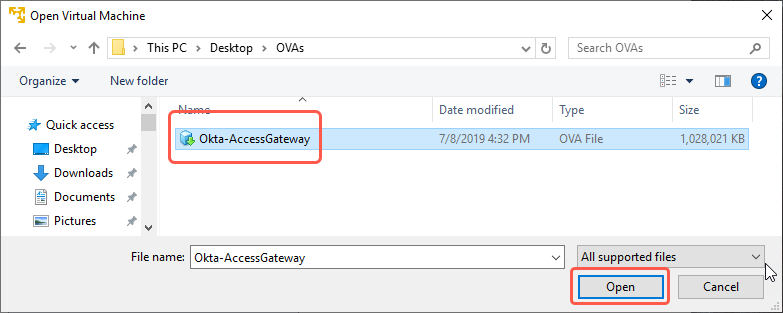 Open Virtual Machine
This PC > Desktop > OVAs
Search OVAs
Organize
New folder
Name
Date modified
Type
Size
Quick access
Desktop
Downloads
Documents
Pictures
Okta-AccessGateway
7/8/2019 4:32 PM
OVA File
1,028,021 KB
File name:
Okta-AccessGateway
All supported files
Open
Cancel